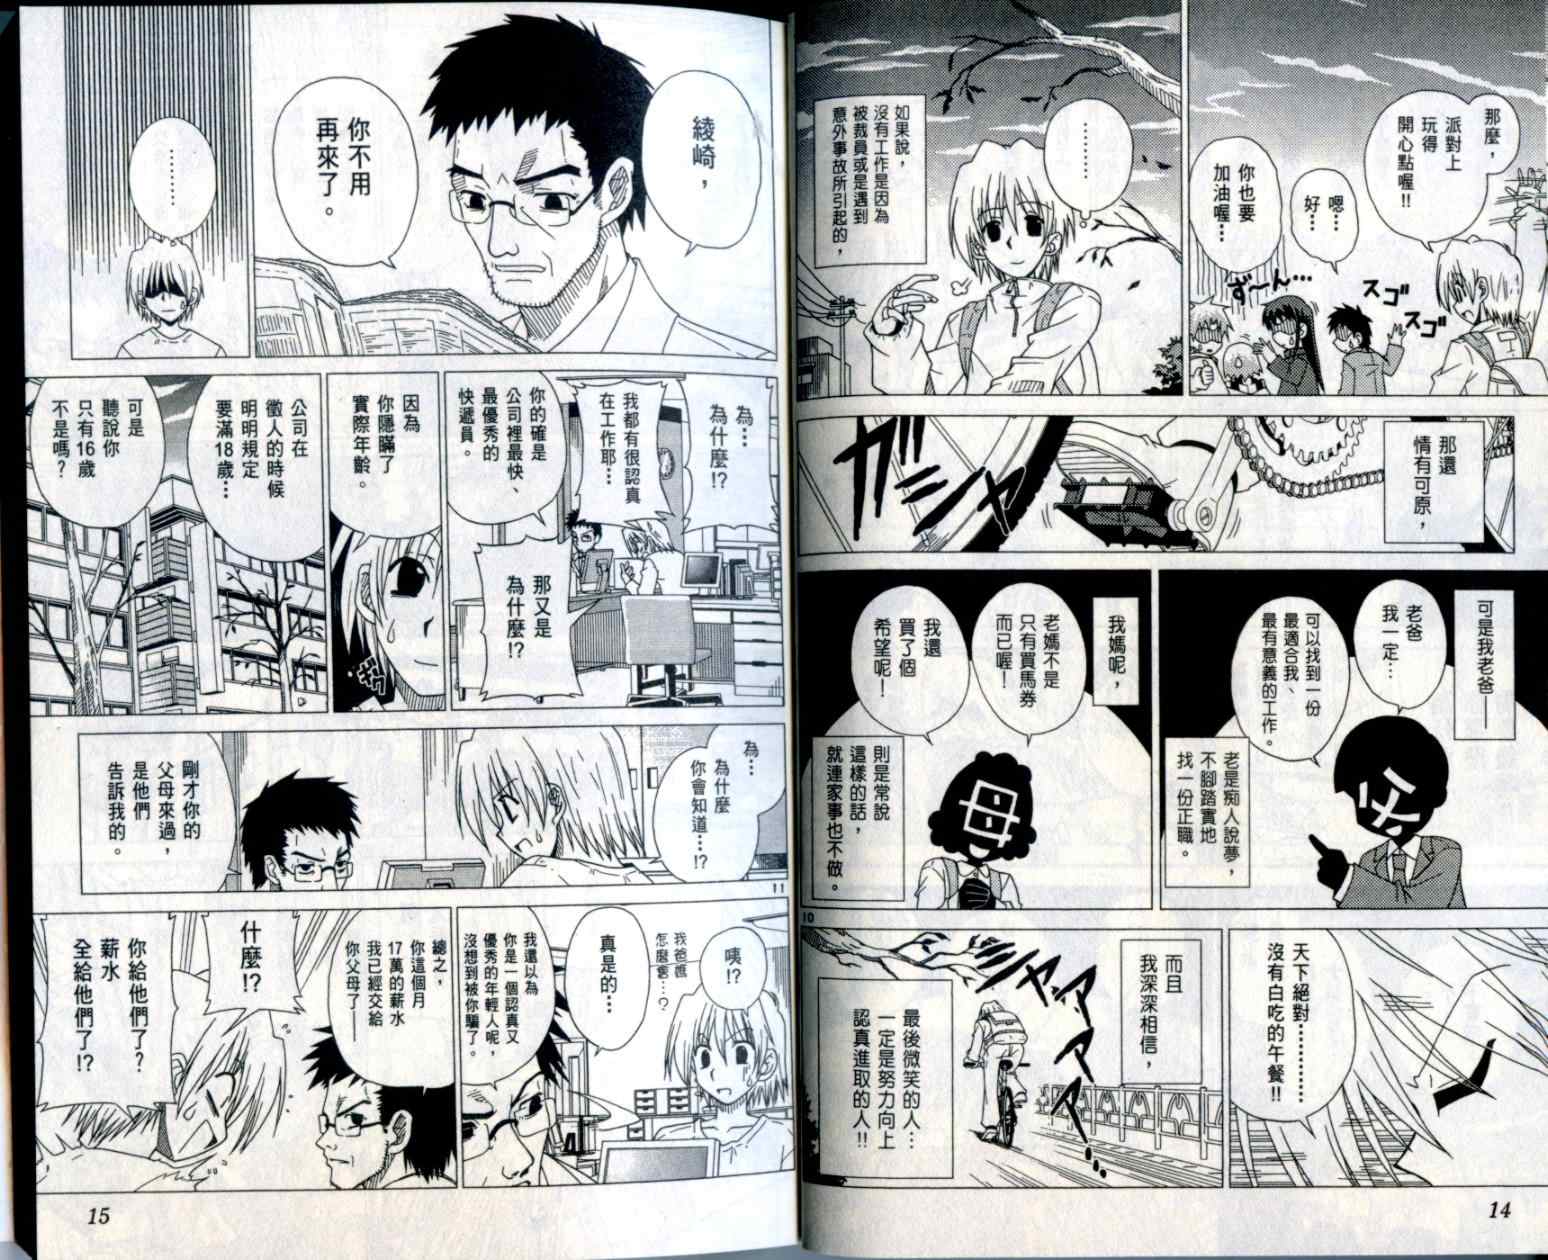 那麼，
派對上
玩得
開心點喔!!
嗯…
好…
你也要
加油喔…
スゴ
スゴ
ず〜ん…
………
如果說，
沒有工作是因為
被裁員或是遇到
意外事故所引起的，
那還
情有可原，
ガシャッ
可是我老爸——
老爸
我一定…
可以找到一份
最適合我、
最有意義的工作。
父
老是痴人說夢，
不腳踏實地
找一份正職。
我媽呢，
老媽不是
只有買馬券
而已喔！
我還
買了個
希望呢！
母
則是常說
這樣的話，
就連家事也不做。
10
天下絕對…………
沒有白吃的午餐!!
而且
我深深相信，
シャアアア…
最後微笑的人…
一定是努力向上
認真進取的人!!
14
綾崎，
你不用
再來了。
………
為…
為什麼!?
我都有很認真
在工作耶…
你的確是
公司裡最快、
最優秀的
快遞員。
那又是
為什麼!?
因為
你隱瞞了
實際年齡。
ギク
公司在
徵人的時候
明明規定
要滿18歲…
可是
聽說你
只有16歲
不是嗎？
為…
為什麼
你會知道…!?
剛才你的
父母來過，
是他們
告訴我的。
11
咦!?
我爸媽
怎麼會…?
真是的…
我還以為
你是一個認真又
優秀的年輕人呢，
沒想到被你騙了。
總之，
你這個月
17萬的薪水
我已經交給
你父母了——
什麼!?
你給他們了?
薪水
全給他們了!?
15